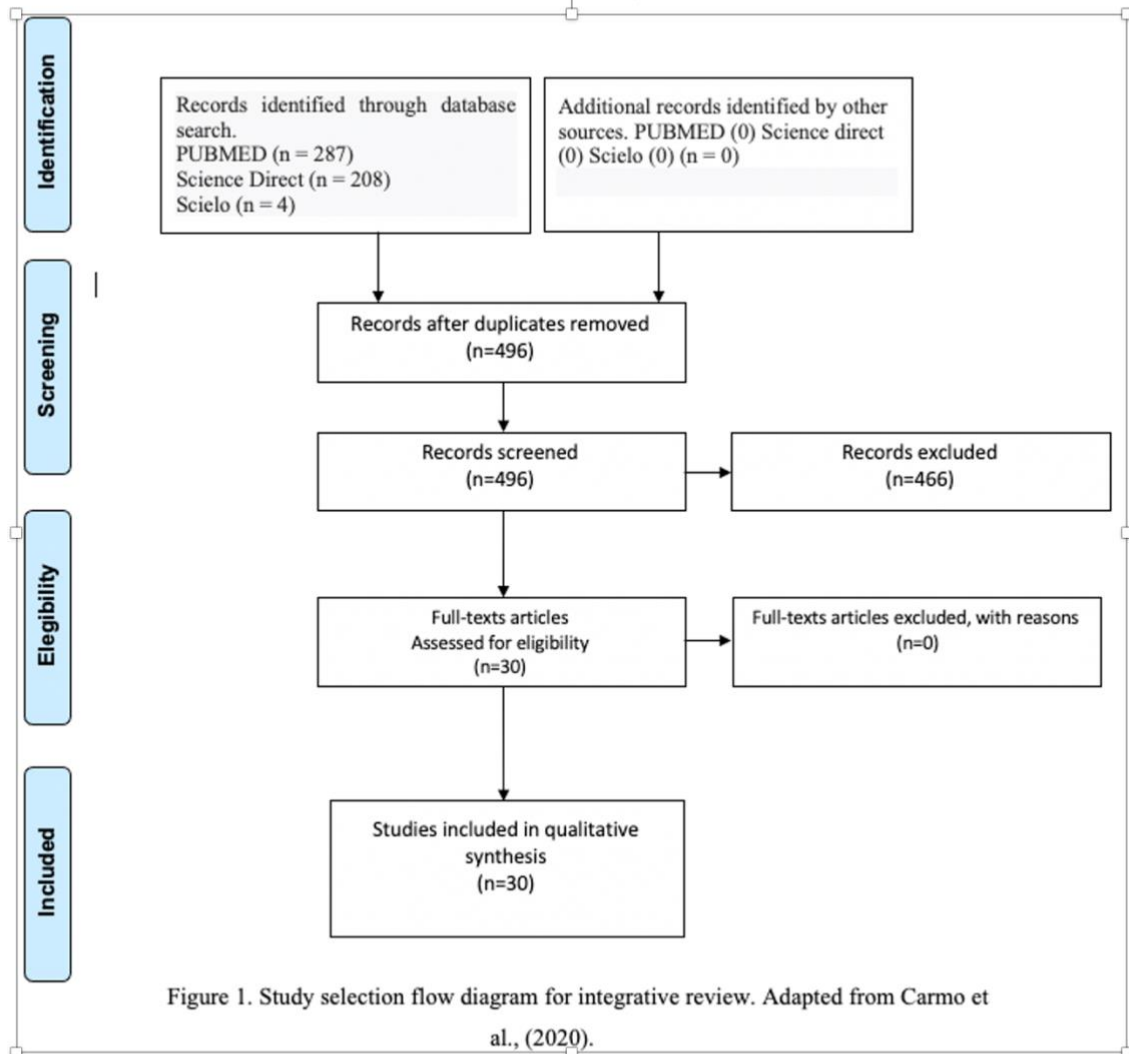 Identification
Records identified through database
search.
PUBMED (n = 287)
Science Direct (n = 208)
Scielo (n = 4)
Additional records identified by other
sources. PUBMED (0) Science direct
(0) Scielo (0) (n = 0)
Screening
Records after duplicates removed
(n=496)
Records screened
(n=496)
Records excluded
(n=466)
Elegibility
Full-texts articles
Assessed for eligibility
(n=30)
Full-texts articles excluded, with reasons
(n=0)
Included
Studies included in qualitative
synthesis
(n=30)
Figure 1. Study selection flow diagram for integrative review. Adapted from Carmo et
al., (2020).